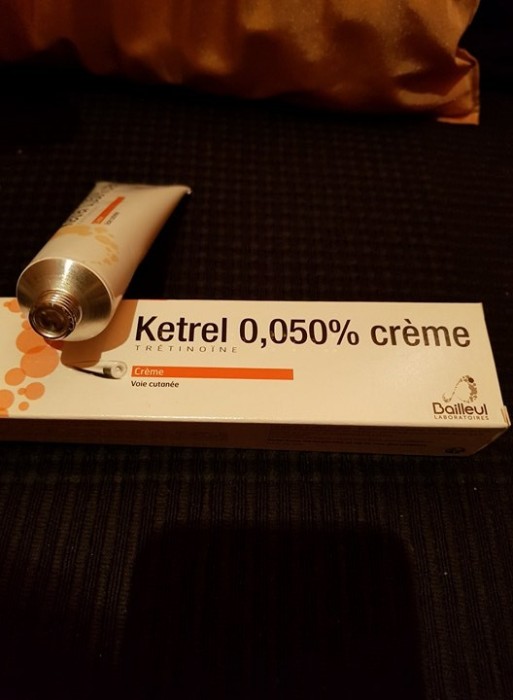 Ketrel 0,050% crème
TRÉTINOÏNE
Crème
Voie cutanée
Bailleul
LABORATOIRES